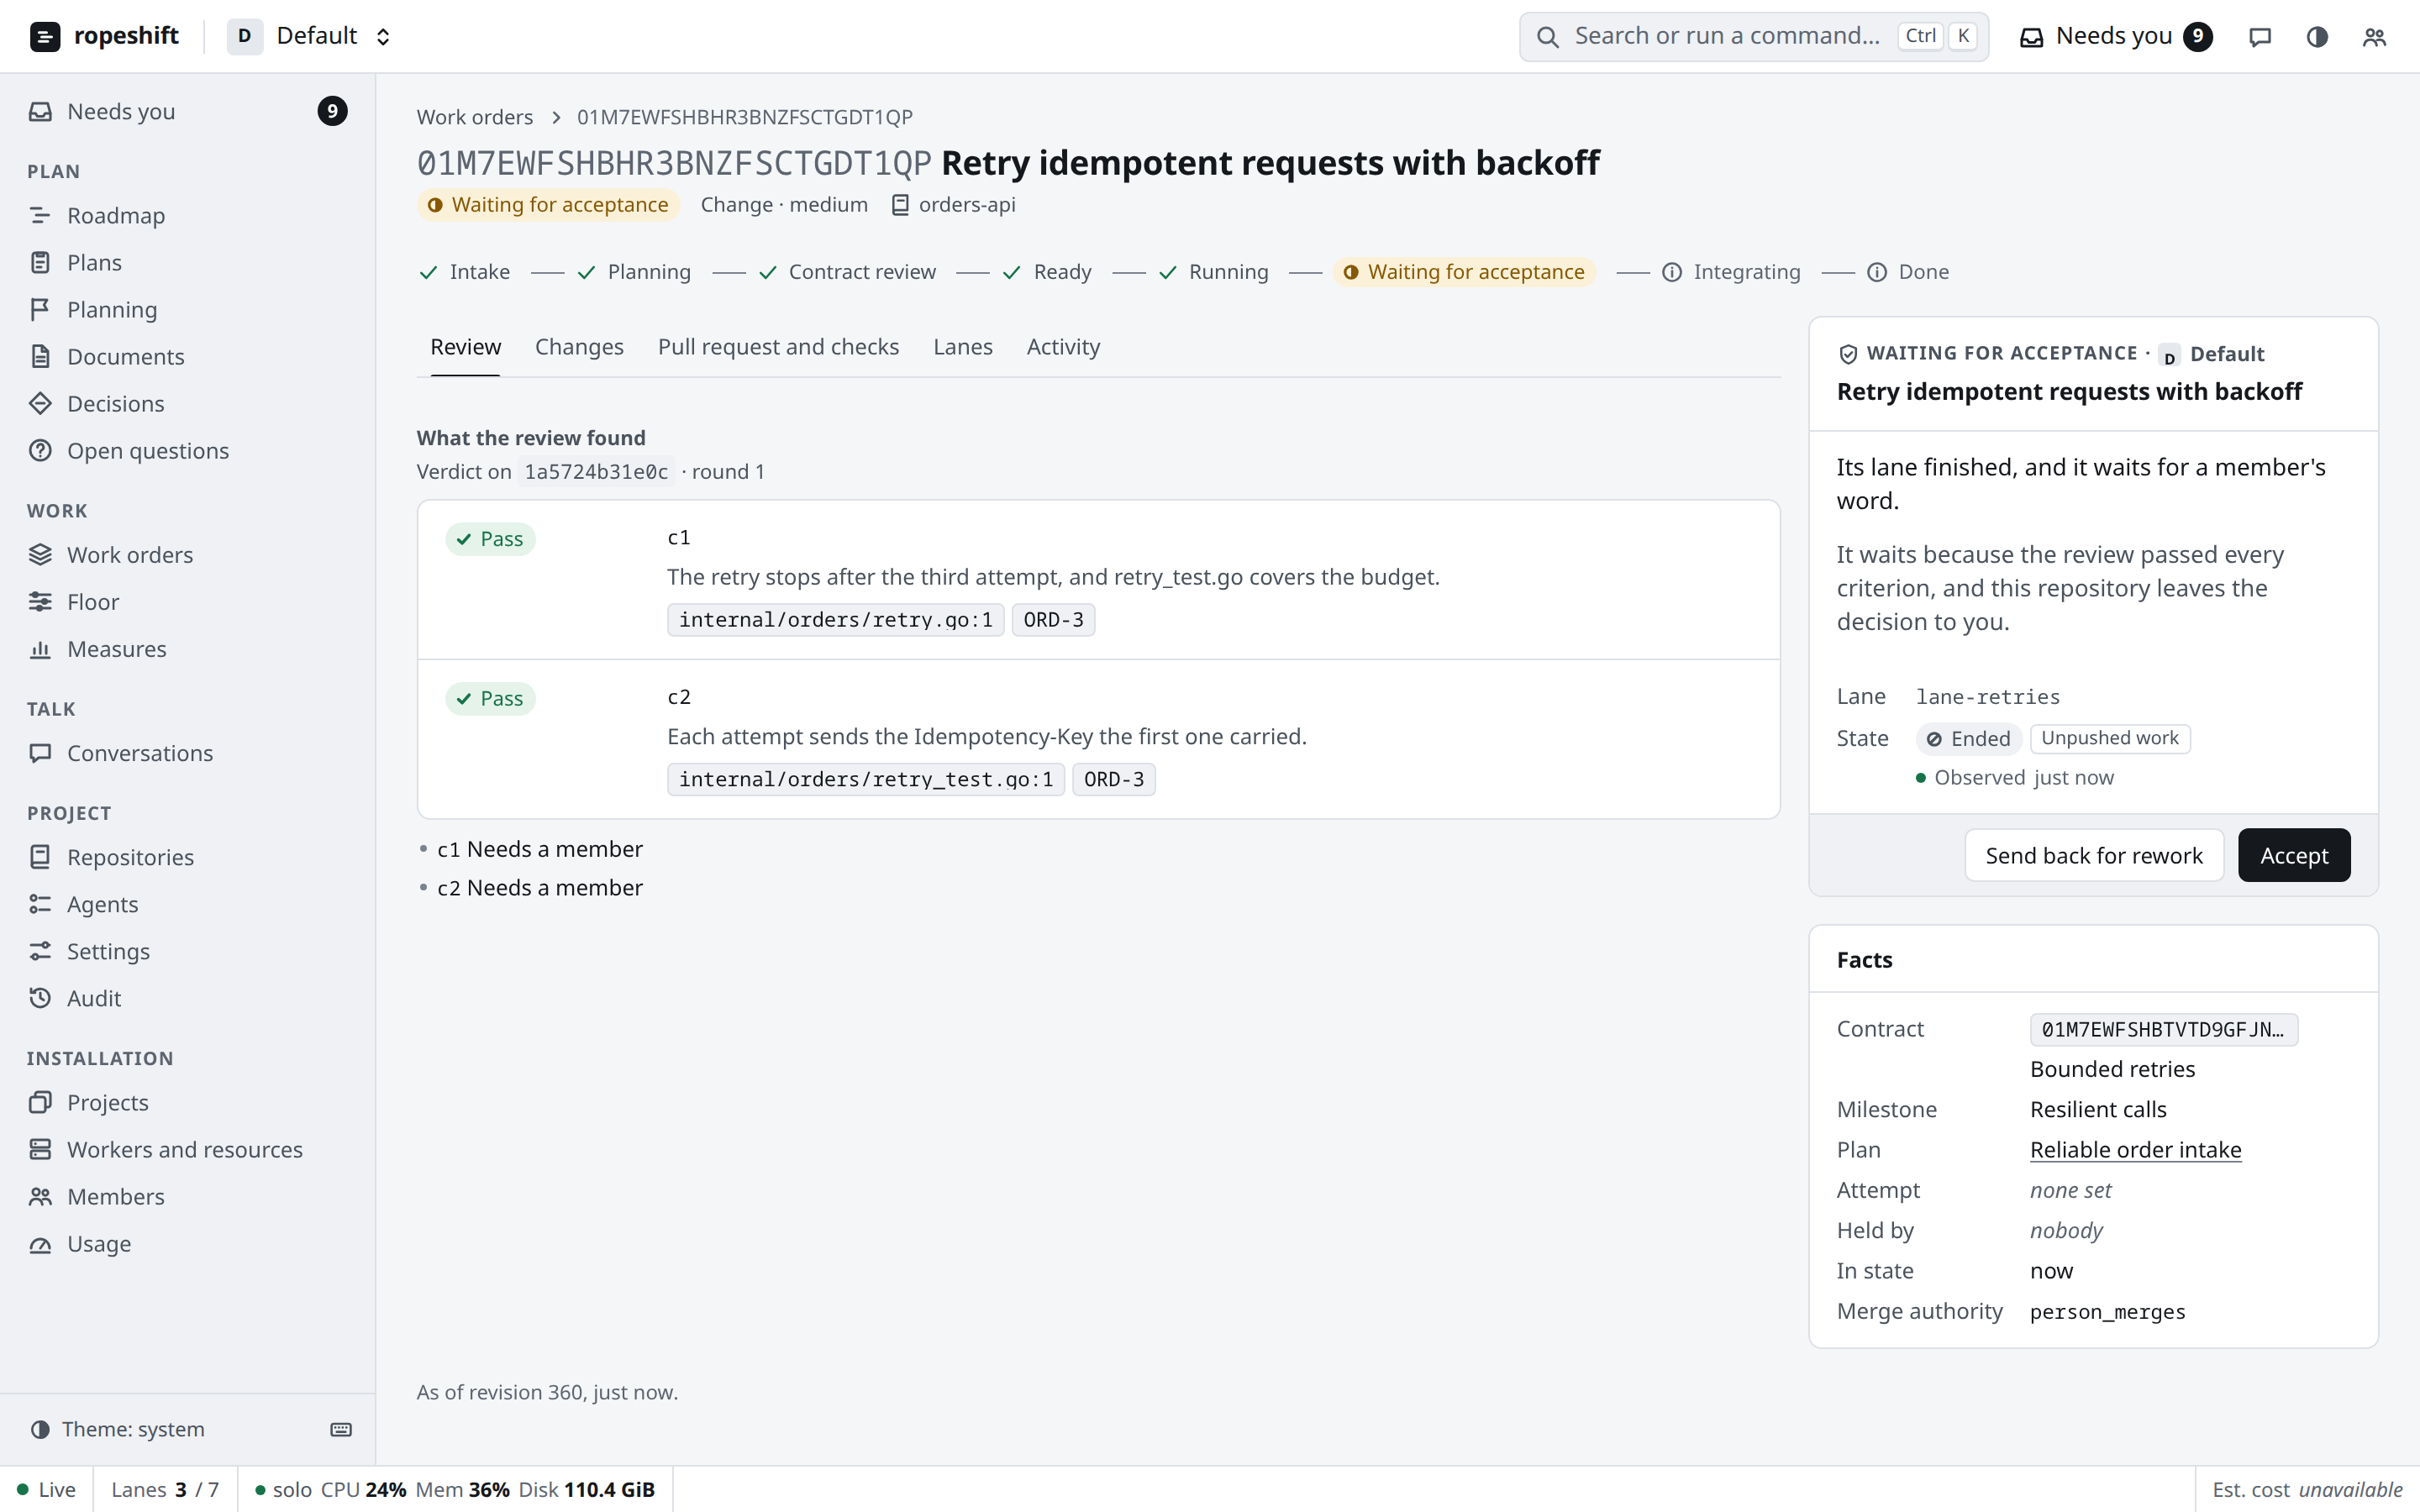 ropeshift
D Default
Search or run a command... Ctrl K
Needs you 9
Needs you 9
PLAN
Roadmap
Plans
Planning
Documents
Decisions
Open questions
WORK
Work orders
Floor
Measures
TALK
Conversations
PROJECT
Repositories
Agents
Settings
Audit
INSTALLATION
Projects
Workers and resources
Members
Usage
Theme: system
Work orders > 01M7EWFSHBHR3BNZFSCTGDT1QP
01M7EWFSHBHR3BNZFSCTGDT1QP Retry idempotent requests with backoff
Waiting for acceptance Change · medium orders-api
Intake Planning Contract review Ready Running Waiting for acceptance Integrating Done
Review Changes Pull request and checks Lanes Activity
What the review found
Verdict on 1a5724b31e0c · round 1
Pass c1
The retry stops after the third attempt, and retry_test.go covers the budget.
internal/orders/retry.go:1 ORD-3
Pass c2
Each attempt sends the Idempotency-Key the first one carried.
internal/orders/retry_test.go:1 ORD-3
• c1 Needs a member
• c2 Needs a member
As of revision 360, just now.
WAITING FOR ACCEPTANCE · D Default
Retry idempotent requests with backoff
Its lane finished, and it waits for a member's
word.
It waits because the review passed every
criterion, and this repository leaves the
decision to you.
Lane lane-retries
State Ended Unpushed work
Observed just now
Send back for rework Accept
Facts
Contract 01M7EWFSHBTVTD9GFJN…
Bounded retries
Milestone Resilient calls
Plan Reliable order intake
Attempt none set
Held by nobody
In state now
Merge authority person_merges
Live Lanes 3 / 7 solo CPU 24% Mem 36% Disk 110.4 GiB Est. cost unavailable